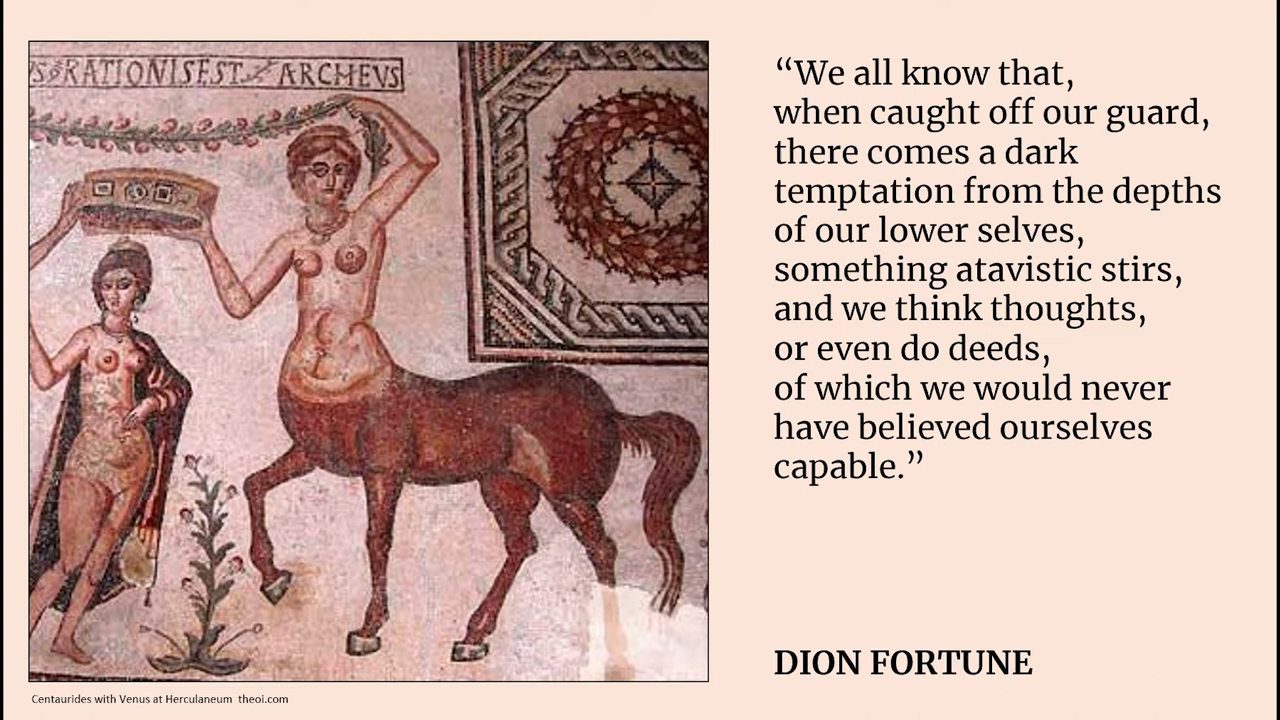 RATIONIS EST ARCHEVS
“We all know that,
when caught off our guard,
there comes a dark
temptation from the depths
of our lower selves,
something atavistic stirs,
and we think thoughts,
or even do deeds,
of which we would never
have believed ourselves
capable.”
DION FORTUNE
Centaurides with Venus at Herculaneum theoi.com